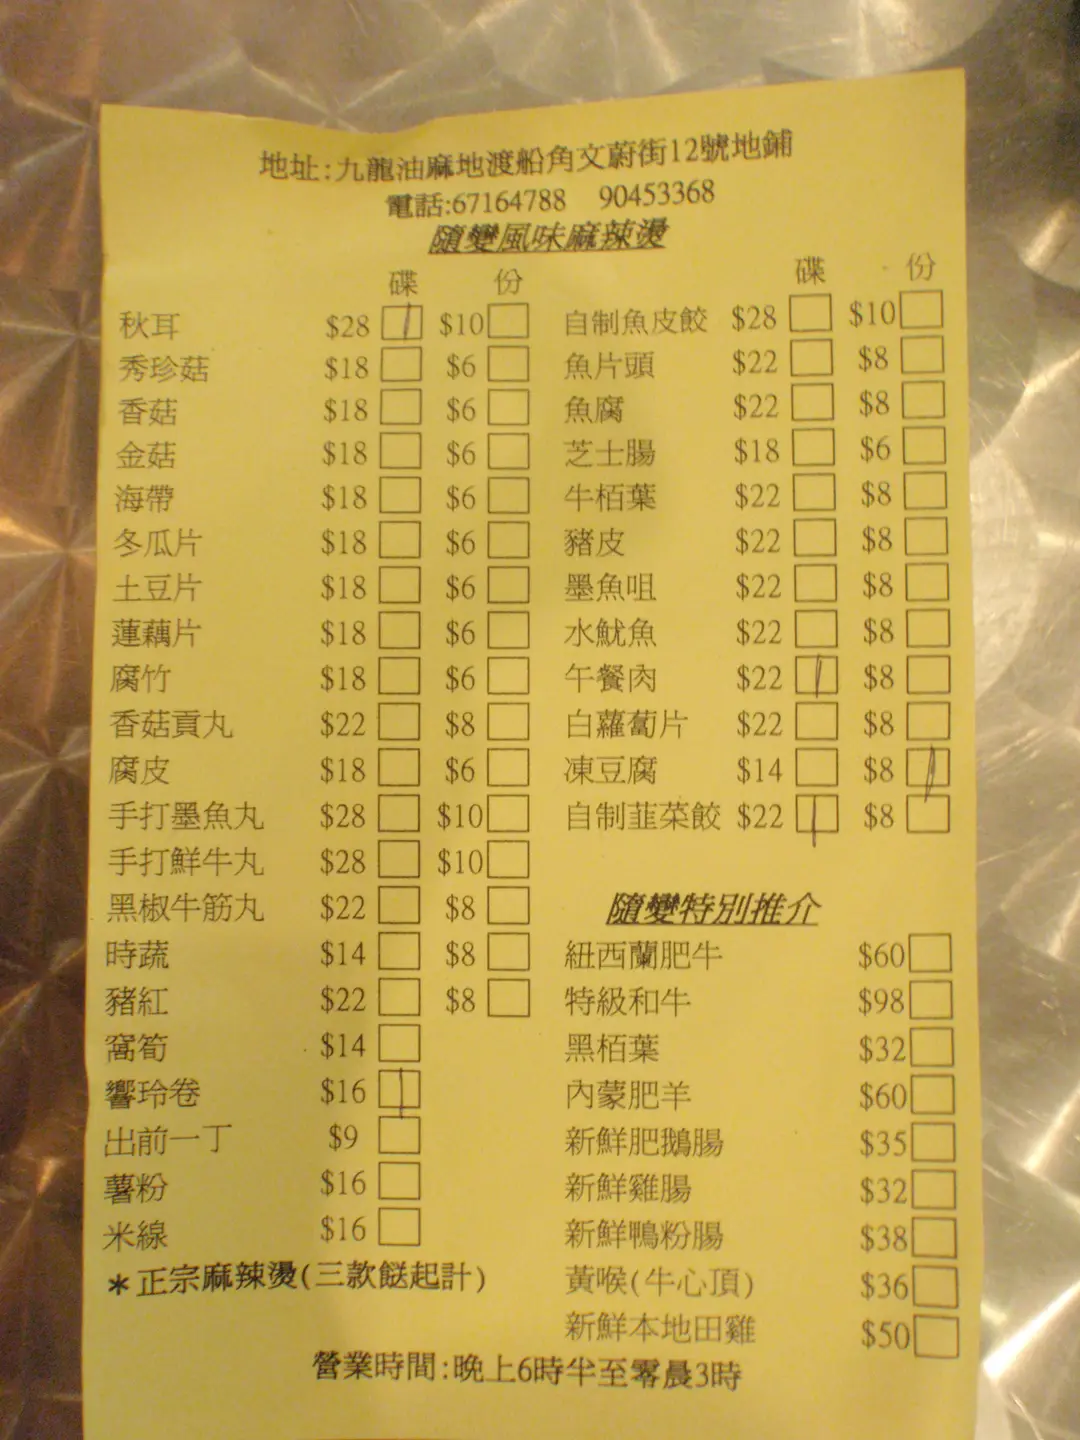 地址:九龍油麻地渡船角文蔚街12號地鋪
電話:67164788 90453368
隨變風味麻辣燙
碟 份
秋耳 $28 $10
秀珍菇 $18 $6
香菇 $18 $6
金菇 $18 $6
海帶 $18 $6
冬瓜片 $18 $6
土豆片 $18 $6
蓮藕片 $18 $6
腐竹 $18 $6
香菇貢丸 $22 $8
腐皮 $18 $6
手打墨魚丸 $28 $10
手打鮮牛丸 $28 $10
黑椒牛筋丸 $22 $8
時蔬 $14 $8
豬紅 $22 $8
窩筍 $14
響玲卷 $16
出前一丁 $9
薯粉 $16
米線 $16
*正宗麻辣燙(三款餸起計)
碟 份
自制魚皮餃 $28 $10
魚片頭 $22 $8
魚腐 $22 $8
芝士腸 $18 $6
牛栢葉 $22 $8
豬皮 $22 $8
墨魚咀 $22 $8
水魷魚 $22 $8
午餐肉 $22 $8
白蘿蔔片 $22 $8
凍豆腐 $14 $8
自制韮菜餃 $22 $8
隨變特別推介
紐西蘭肥牛 $60
特級和牛 $98
黑栢葉 $32
內蒙肥羊 $60
新鮮肥鵝腸 $35
新鮮雞腸 $32
新鮮鴨粉腸 $38
黃喉(牛心頂) $36
新鮮本地田雞 $50
營業時間:晚上6時半至零晨3時